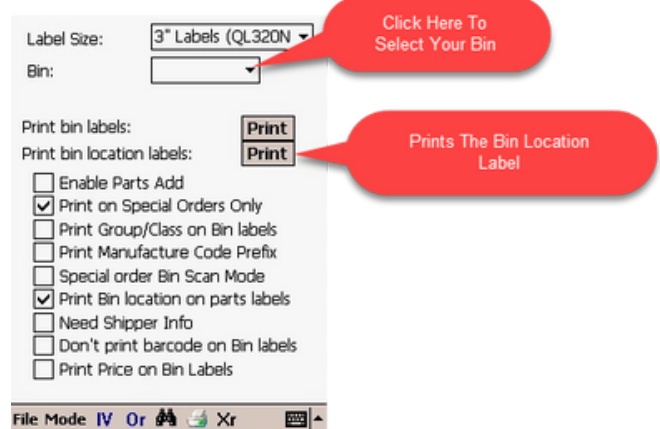 Click Here To
Select Your Bin
Label Size: 3" Labels (QL320N
Bin:
Print bin labels: Print
Print bin location labels: Print
Prints The Bin Location
Label
Enable Parts Add
Print on Special Orders Only
Print Group/Class on Bin labels
Print Manufacture Code Prefix
Special order Bin Scan Mode
Print Bin location on parts labels
Need Shipper Info
Don't print barcode on Bin labels
Print Price on Bin Labels
File Mode IV Or Xr